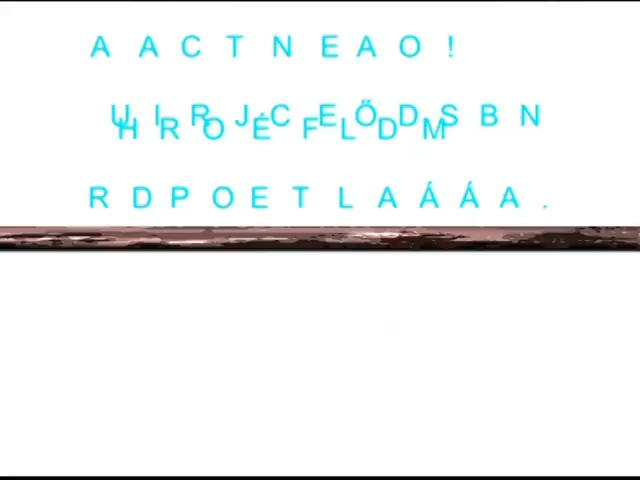 A A C T N E A O !
U I R J C E Ő D S B N
H R O É F L D M
R D P O E T L A Á Á A .